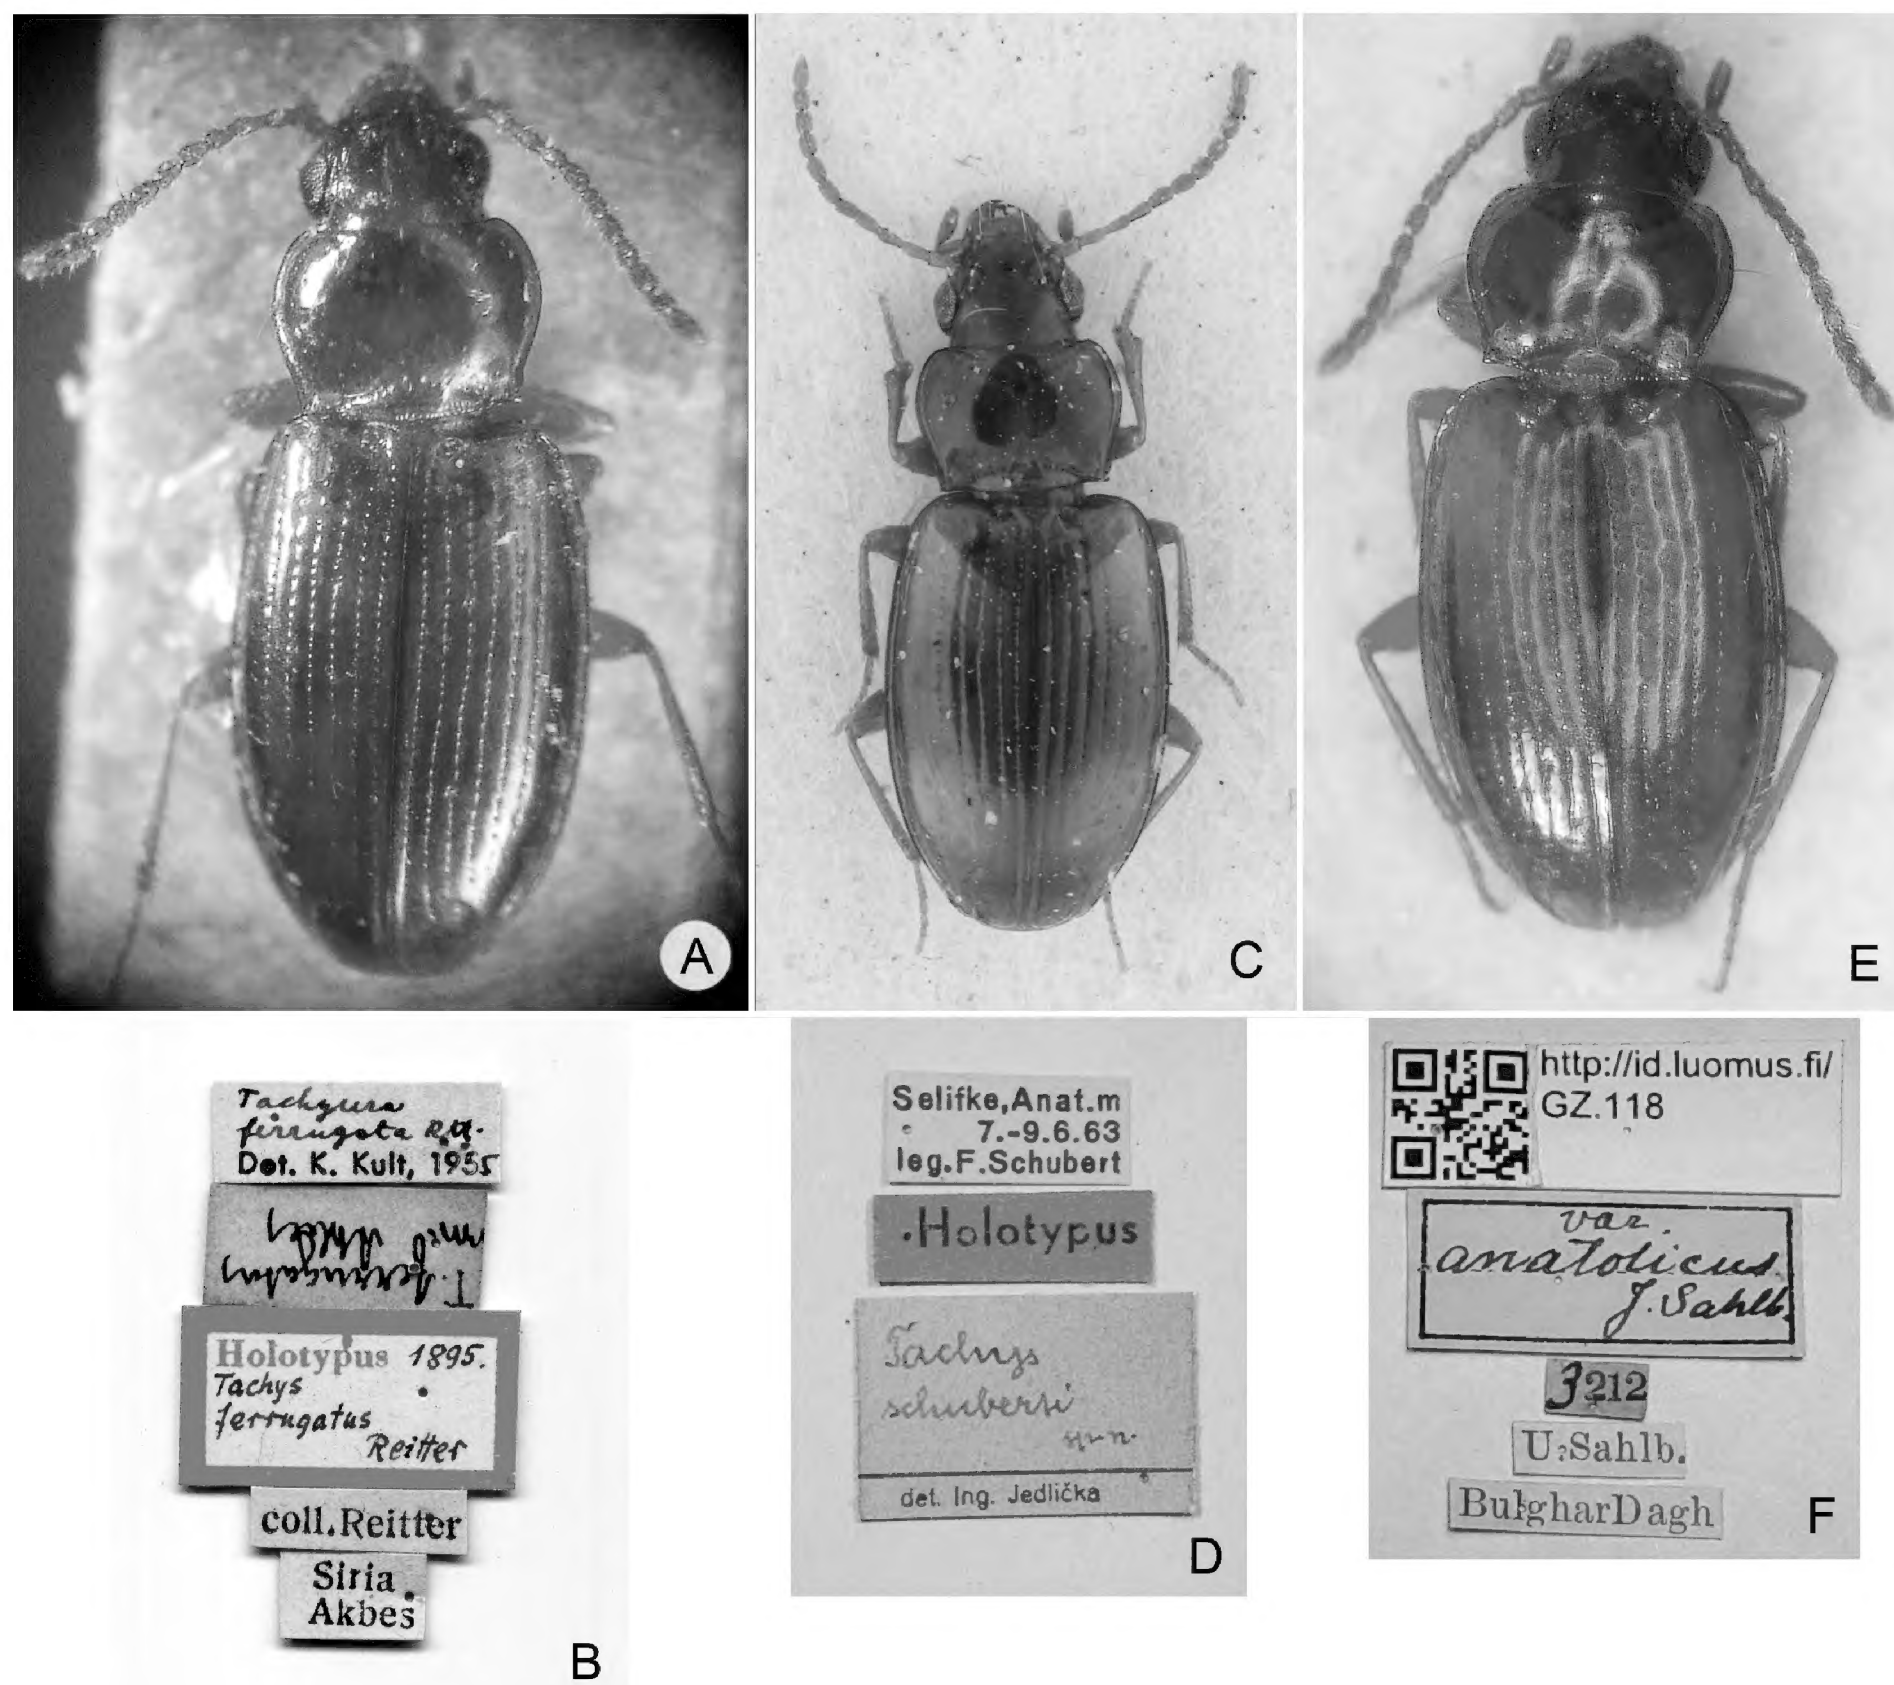 A
C
E
Tachyura
ferrugata Rtt.
Det. K. Kult, 1955
T. ferrugatus
Holotypus 1895.
Tachys
ferrugatus
Reitter
coll.Reitter
Siria
Akbes
B
Selifke,Anat.m
7.-9.6.63
leg.F.Schubert
Holotypus
Tachys
schuberti
det. Ing. Jedlička
D
http://id.luomus.fi/
GZ.118
var.
anatolicus
J. Sahlb.
3212
U. Sahlb.
BulgharDagh
F